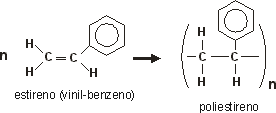 n
H
H
C = C
H
estireno (vinil-benzeno)
H H
C C
H
n
poliestireno